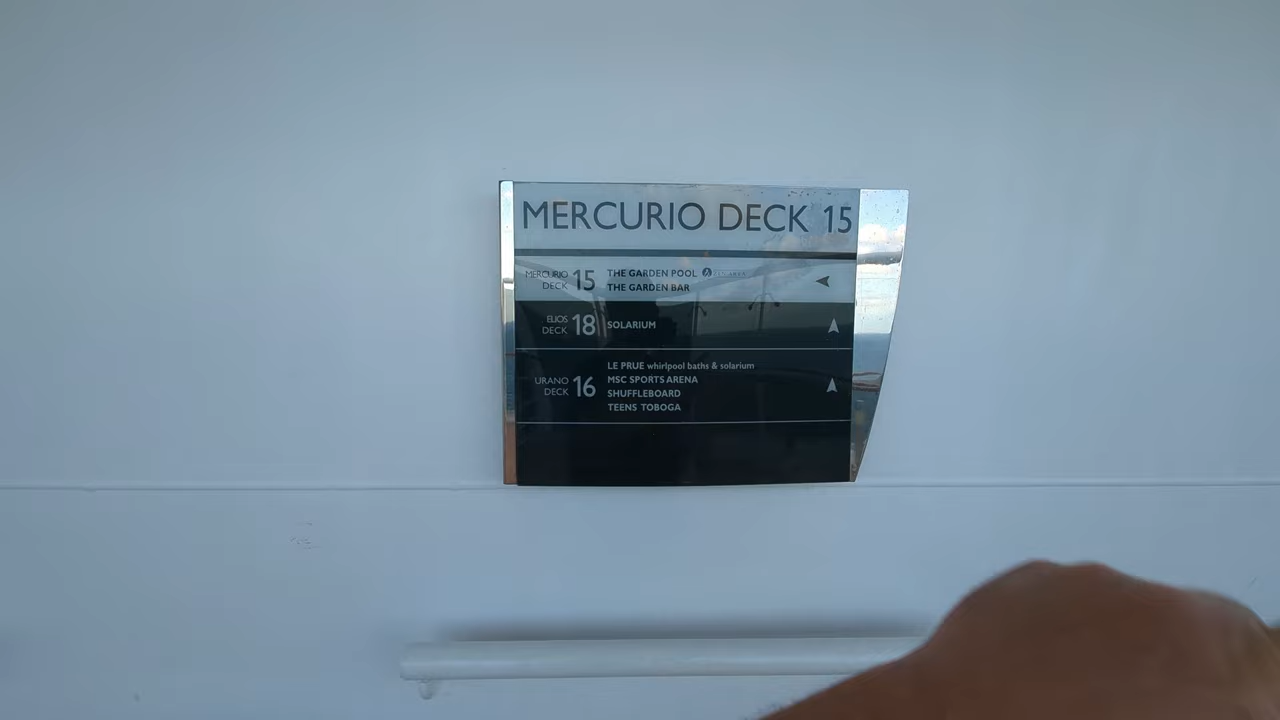 MERCURIO DECK 15
MERCURIO DECK 15 THE GARDEN POOL
THE GARDEN BAR
ELIOS DECK 18 SOLARIUM
URANO DECK 16 LE PRUE whirlpool baths & solarium
MSC SPORTS ARENA
SHUFFLEBOARD
TEENS TOBOGA